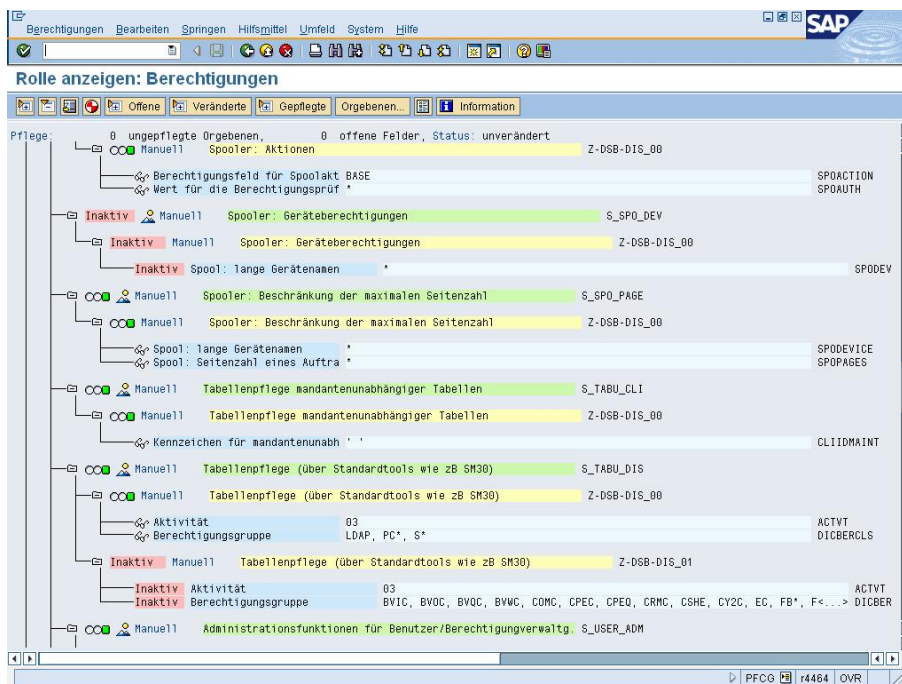 Berechtigungen Bearbeiten Springen Hilfsmittel Umfeld System Hilfe
SAP
Rolle anzeigen: Berechtigungen
Offene Veränderte Gepflegte Orgebenen... Information
Pflege: 0 ungepflegte Orgebenen, 0 offene Felder, Status: unverändert
Manuell Spooler: Aktionen Z-DSB-DIS_00
Berechtigungsfeld für Spoolakt BASE SPOACTION
Wert für die Berechtigungsprüf * SPOAUTH
Inaktiv Manuell Spooler: Geräteberechtigungen S_SPO_DEV
Inaktiv Manuell Spooler: Geräteberechtigungen Z-DSB-DIS_00
Inaktiv Spool: lange Gerätenamen * SPODEV
Manuell Spooler: Beschränkung der maximalen Seitenzahl S_SPO_PAGE
Manuell Spooler: Beschränkung der maximalen Seitenzahl Z-DSB-DIS_00
Spool: lange Gerätenamen * SPODEVICE
Spool: Seitenzahl eines Auftra * SPOPAGES
Manuell Tabellenpflege mandantenunabhängiger Tabellen S_TABU_CLI
Manuell Tabellenpflege mandantenunabhängiger Tabellen Z-DSB-DIS_00
Kennzeichen für mandantenunabh ' ' CLIIDMAINT
Manuell Tabellenpflege (über Standardtools wie zB SM30) S_TABU_DIS
Manuell Tabellenpflege (über Standardtools wie zB SM30) Z-DSB-DIS_00
Aktivität 03 ACTVT
Berechtigungsgruppe LDAP, PC*, S* DICBERCLS
Inaktiv Manuell Tabellenpflege (über Standardtools wie zB SM30) Z-DSB-DIS_01
Inaktiv Aktivität 03 ACTVT
Inaktiv Berechtigungsgruppe BVIC, BVOC, BVQC, BVWC, COMC, CPEC, CPEQ, CRMC, CSHE, CY2C, EC, FB*, F<...> DICBER
Manuell Administrationsfunktionen für Benutzer/Berechtigungverwaltg. S_USER_ADM
PFCG r4464 OVR